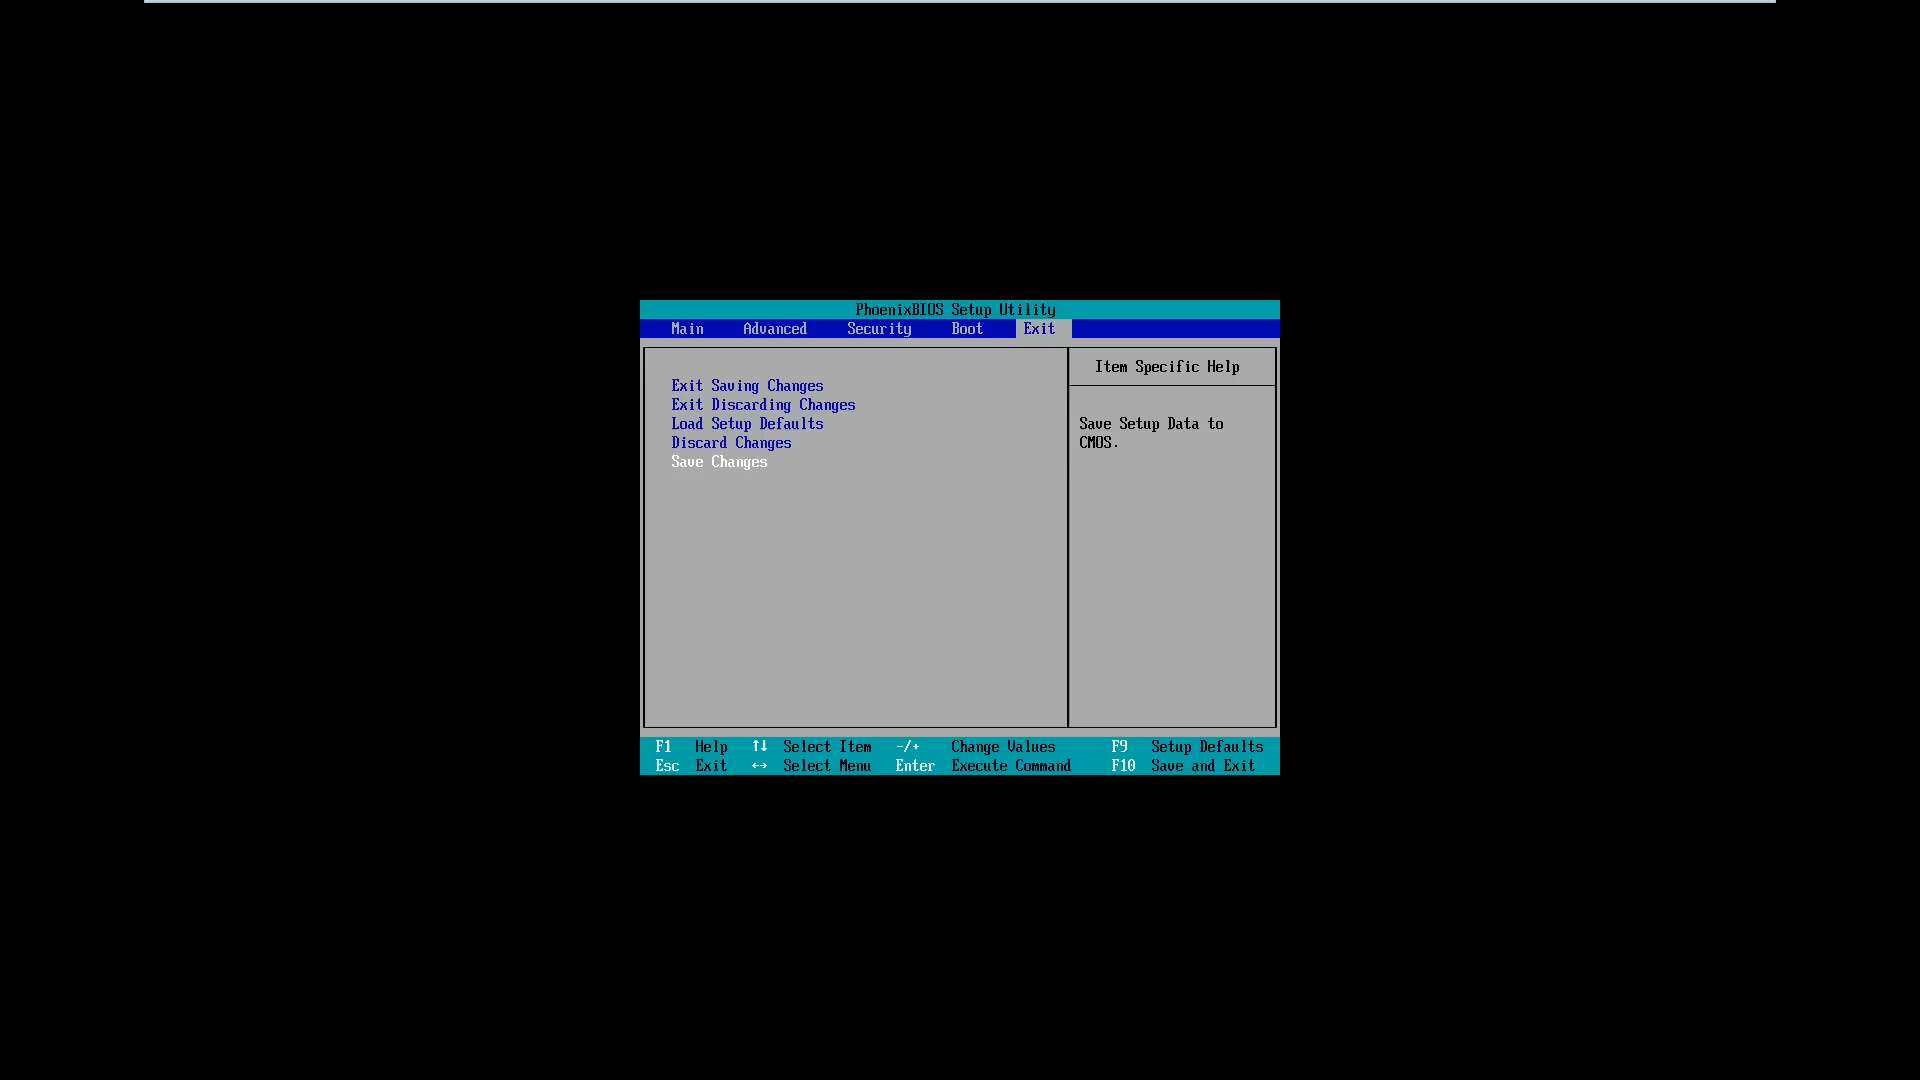 PhoenixBIOS Setup Utility
Main Advanced Security Boot Exit
Item Specific Help
Exit Saving Changes
Exit Discarding Changes
Load Setup Defaults
Discard Changes
Save Changes
Save Setup Data to
CMOS.
F1 Help ↑↓ Select Item -/+ Change Values F9 Setup Defaults
Esc Exit ↔ Select Menu Enter Execute Command F10 Save and Exit